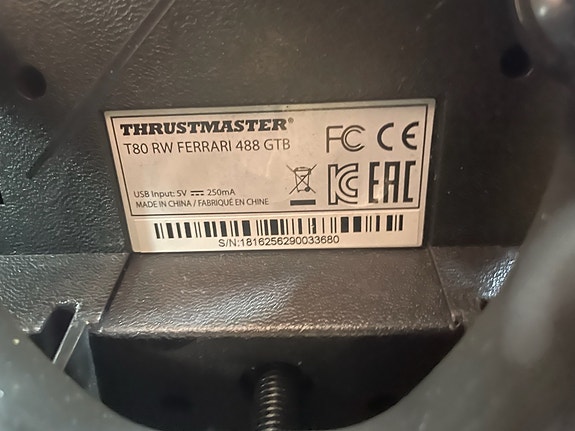 THRUSTMASTER®
T80 RW FERRARI 488 GTB
FC CE
USB Input: 5V ⎓ 250mA
MADE IN CHINA / FABRIQUÉ EN CHINE
KC EAC
S/N:1816256290033680